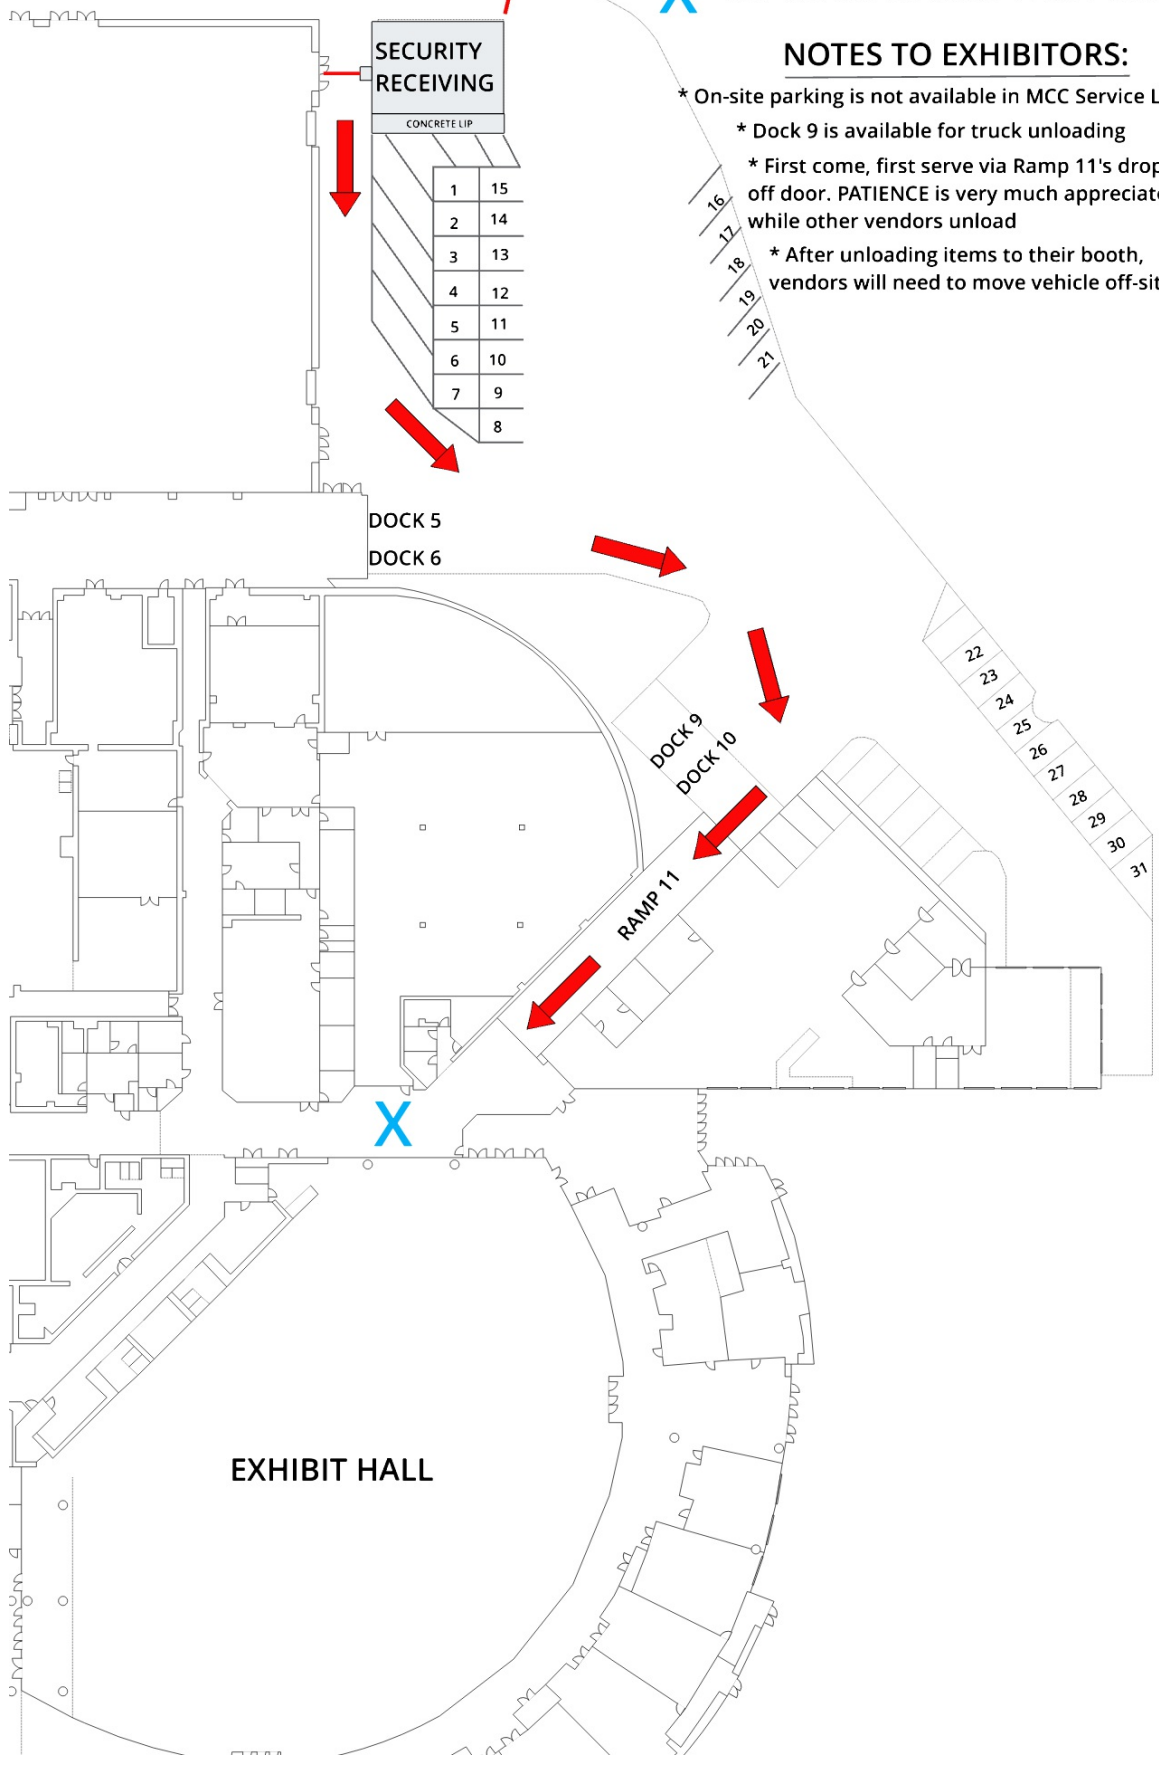 X
SECURITY
RECEIVING
CONCRETE LIP
NOTES TO EXHIBITORS:
* On-site parking is not available in MCC Service L
* Dock 9 is available for truck unloading
* First come, first serve via Ramp 11's drop
off door. PATIENCE is very much appreciat
while other vendors unload
* After unloading items to their booth,
vendors will need to move vehicle off-sit
1 15
2 14
3 13
4 12
5 11
6 10
7 9
8
16
17
18
19
20
21
DOCK 5
DOCK 6
22
23
24
25
26
27
28
29
30
31
DOCK 9
DOCK 10
RAMP 11
X
EXHIBIT HALL